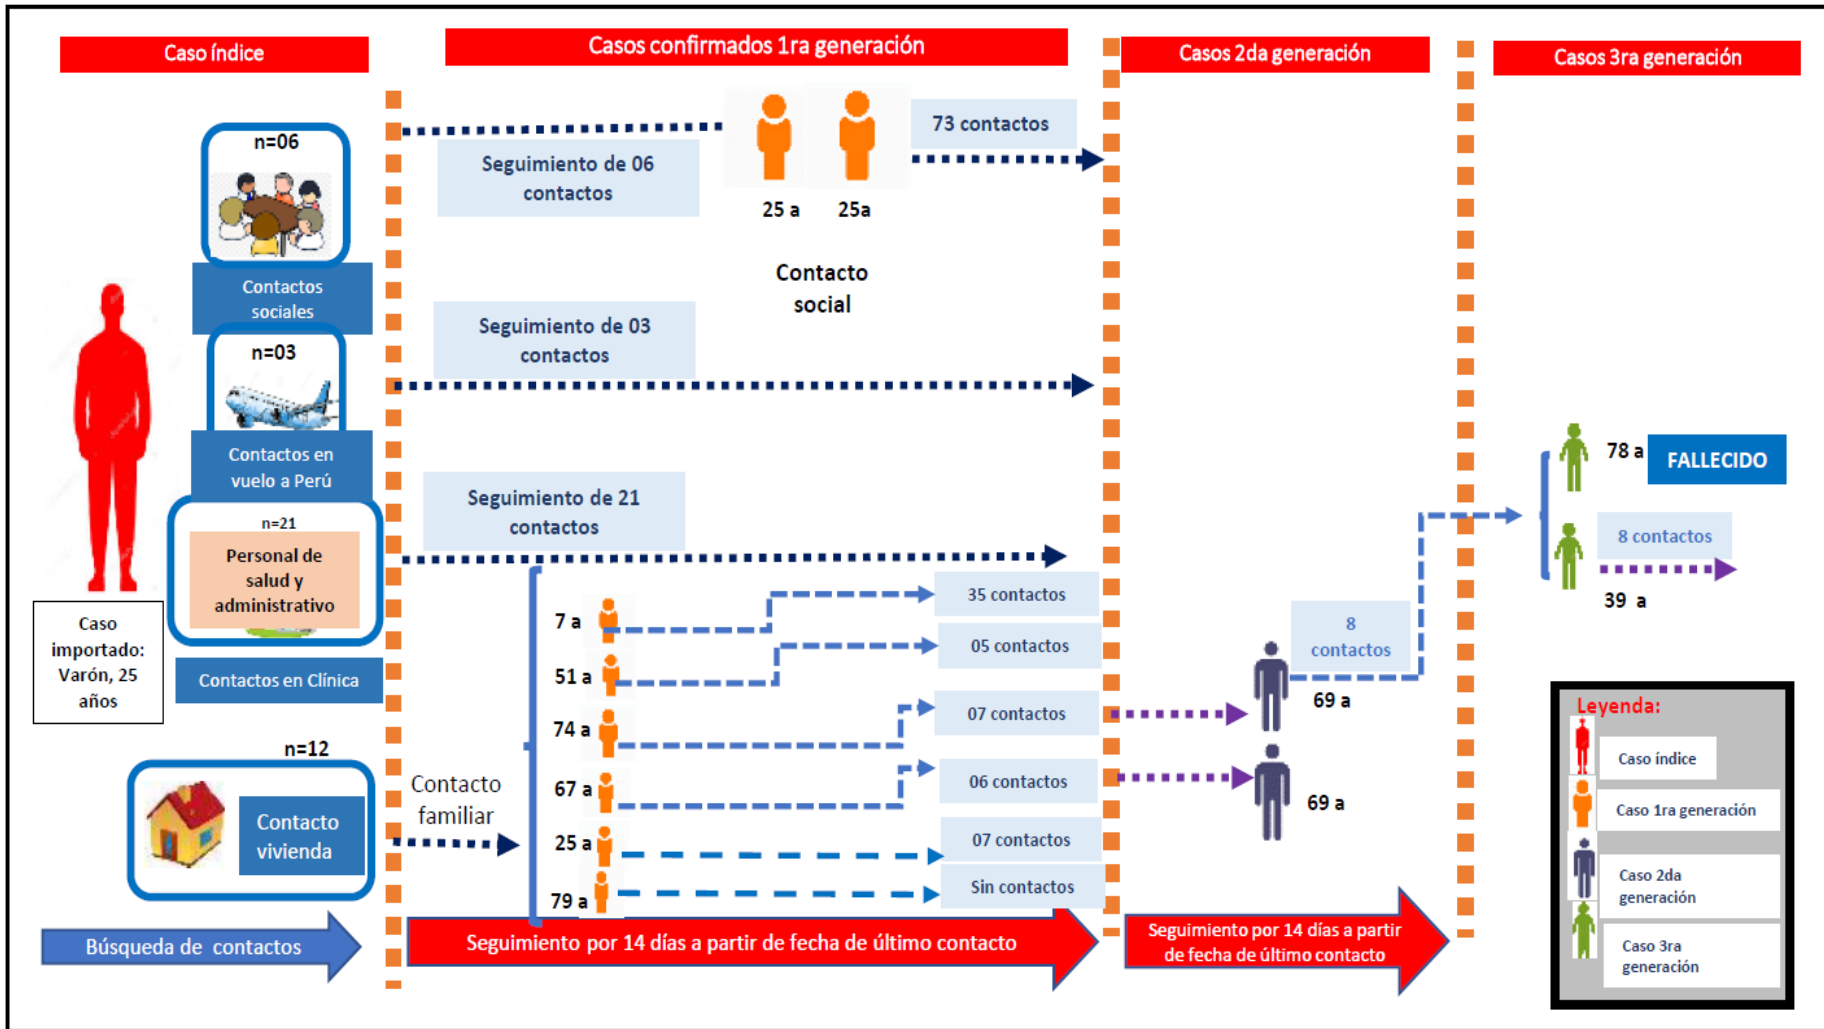 Caso índice
Casos confirmados 1ra generación
Casos 2da generación
Casos 3ra generación
n=06
Contactos
sociales
n=03
Contactos en
vuelo a Perú
n=21
Personal de
salud y
administrativo
Contactos en Clínica
Caso
importado:
Varón, 25
años
n=12
Contacto
vivienda
Búsqueda de contactos
Seguimiento de 06
contactos
25 a
25a
73 contactos
Contacto
social
Seguimiento de 03
contactos
Seguimiento de 21
contactos
Contacto
familiar
7 a
35 contactos
51 a
05 contactos
74 a
07 contactos
67 a
06 contactos
25 a
07 contactos
79 a
Sin contactos
Seguimiento por 14 días a partir de fecha de último contacto
8
contactos
69 a
69 a
Seguimiento por 14 días a partir
de fecha de último contacto
78 a
FALLECIDO
8 contactos
39 a
Leyenda:
Caso índice
Caso 1ra generación
Caso 2da
generación
Caso 3ra
generación